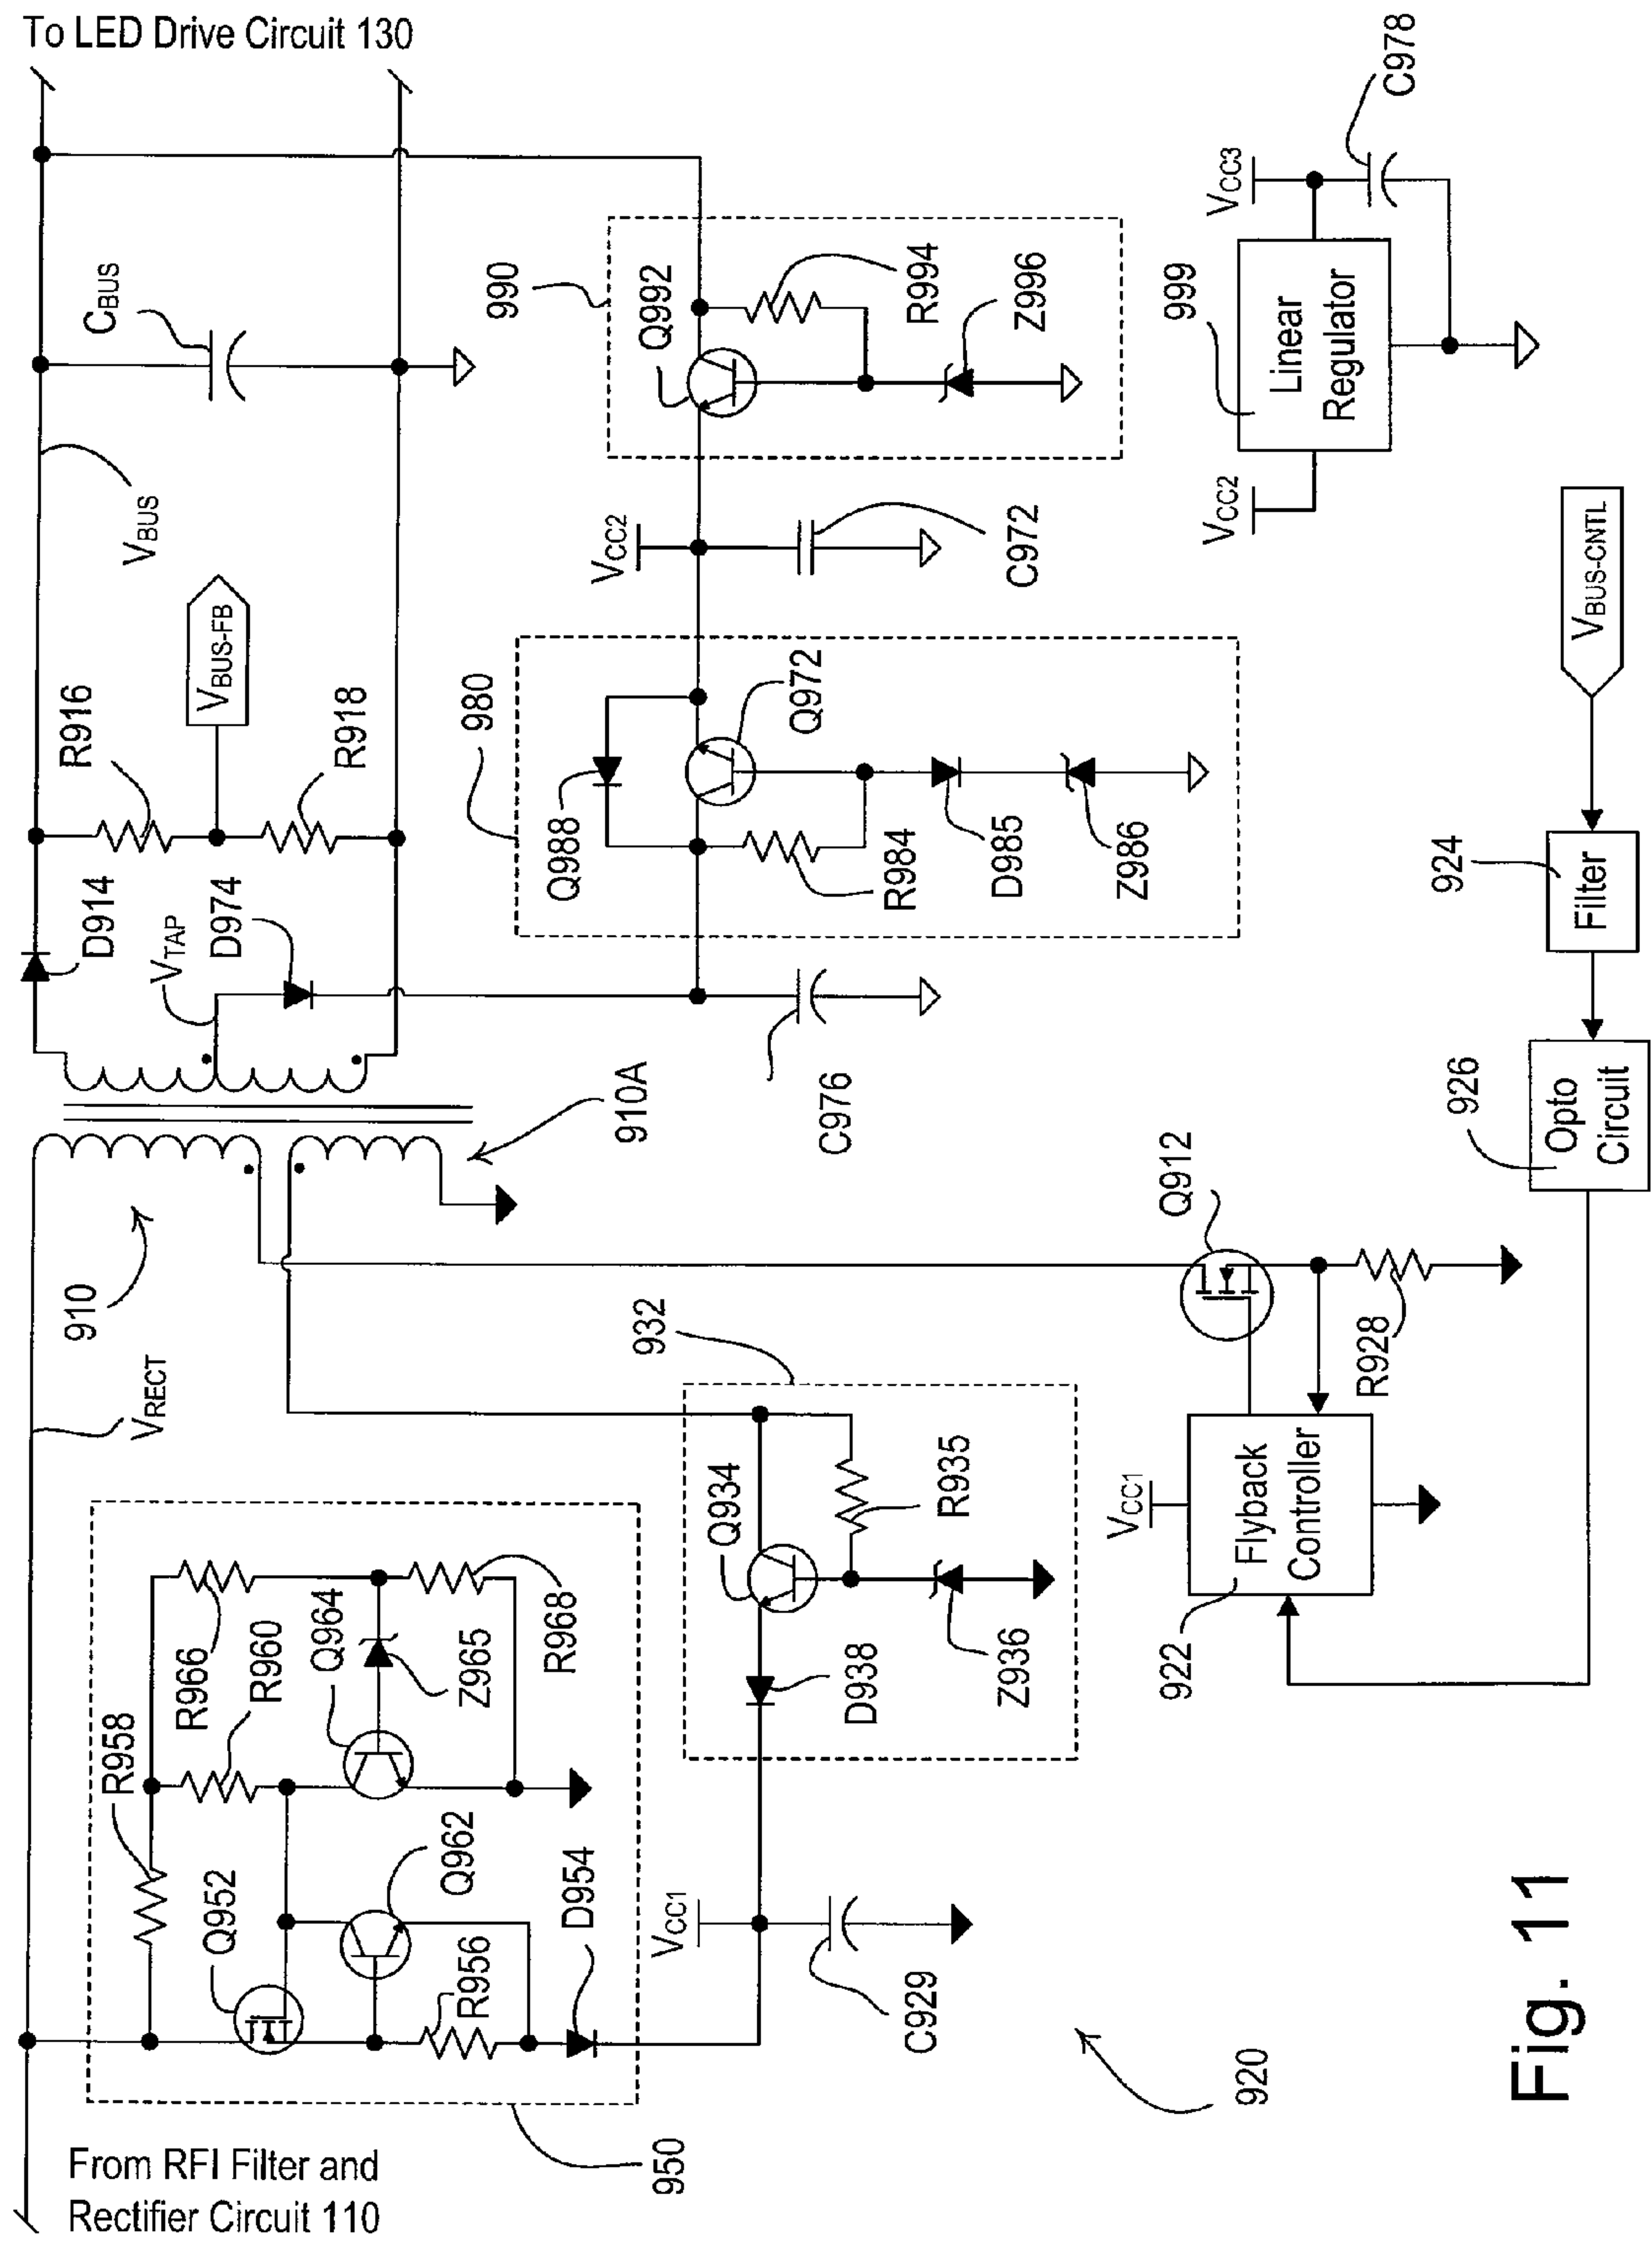 To LED Drive Circuit 130
CBUS
VBUS
R916
VBUS-FB
R918
D914
VTAP
D974
910
910A
VRECT
From RFI Filter and
Rectifier Circuit 110
R958
R966
R960
Q964
Z965
R968
Q952
Q962
R956
D954
950
990
Q992
R994
Z996
VCC2
C972
980
Q988
Q972
R984
D985
Z986
C976
932
Q934
R935
D938
Z936
VCC1
C929
920
VCC3
C978
999
Linear
Regulator
VCC2
VBUS-CNTL
924
Filter
926
Opto
Circuit
Q912
R928
VCC1
Flyback
Controller
922
Fig. 11